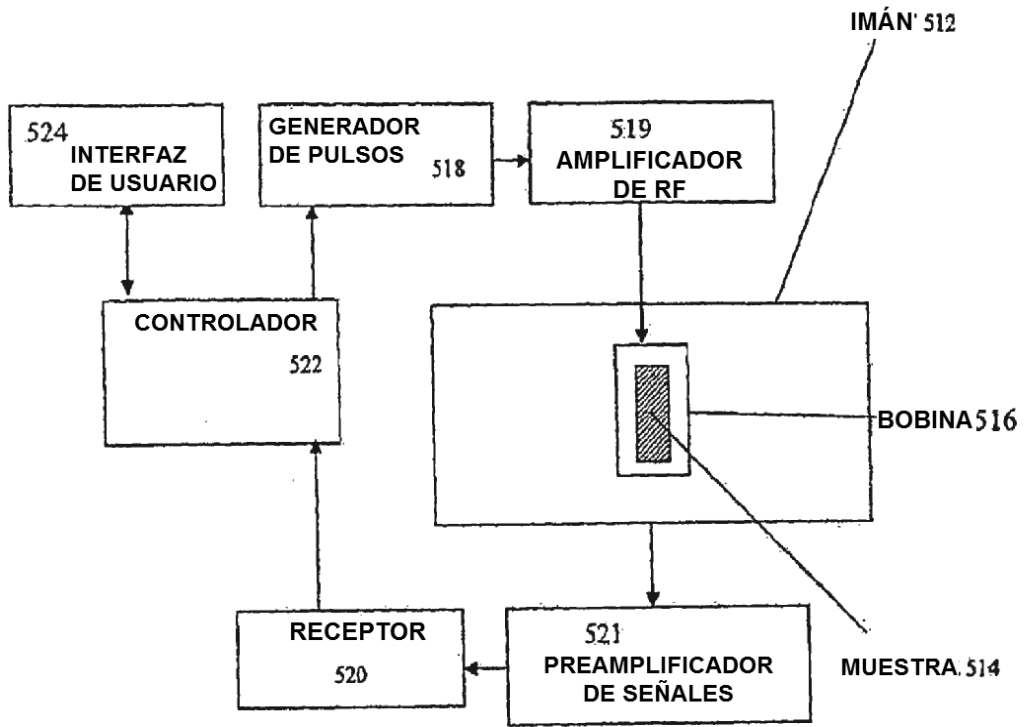 IMÁN' 512
524
INTERFAZ
DE USUARIO
GENERADOR
DE PULSOS
518
519
AMPLIFICADOR
DE RF
CONTROLADOR
522
BOBINA 516
RECEPTOR
520
521
PREAMPLIFICADOR
DE SEÑALES
MUESTRA 514